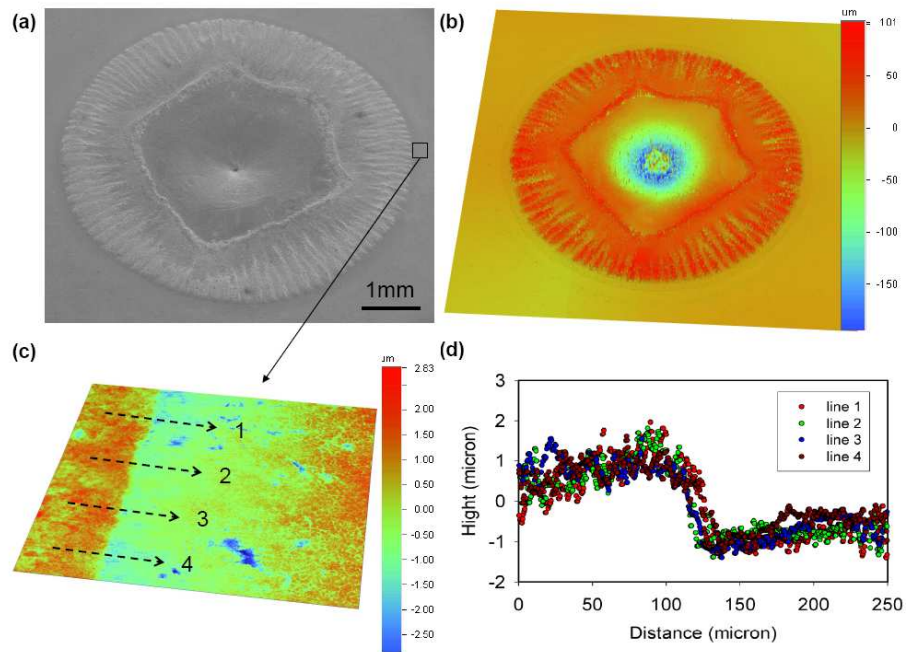 (a)
1mm
(b)
um
101
50
0
-50
-100
-150
(c)
1
2
3
4
um
2.83
2.00
1.50
1.00
0.50
0.00
-0.50
-1.00
-1.50
-2.00
-2.50
(d)
Hight (micron)
3
2
1
0
-1
-2
0 50 100 150 200 250
Distance (micron)
line 1
line 2
line 3
line 4